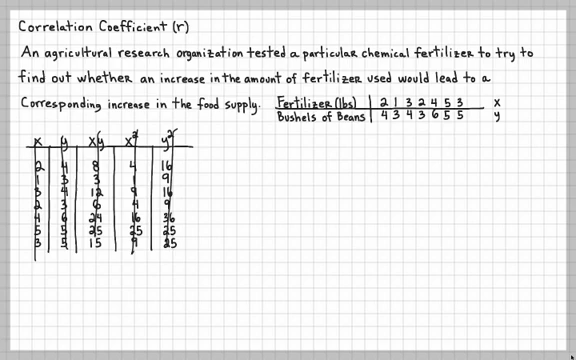 Correlation Coefficient (r)
An agricultural research organization tested a particular chemical fertilizer to try to
find out whether an increase in the amount of fertilizer used would lead to a
Corresponding increase in the food supply. Fertilizer (lbs) 2 1 3 2 4 5 3 x
Bushels of Beans 4 3 4 3 6 5 5 y
x y xy x² y²
2 4 8 4 16
1 3 3 1 9
3 4 12 9 16
2 3 6 4 9
4 6 24 16 36
5 5 25 25 25
3 5 15 9 25